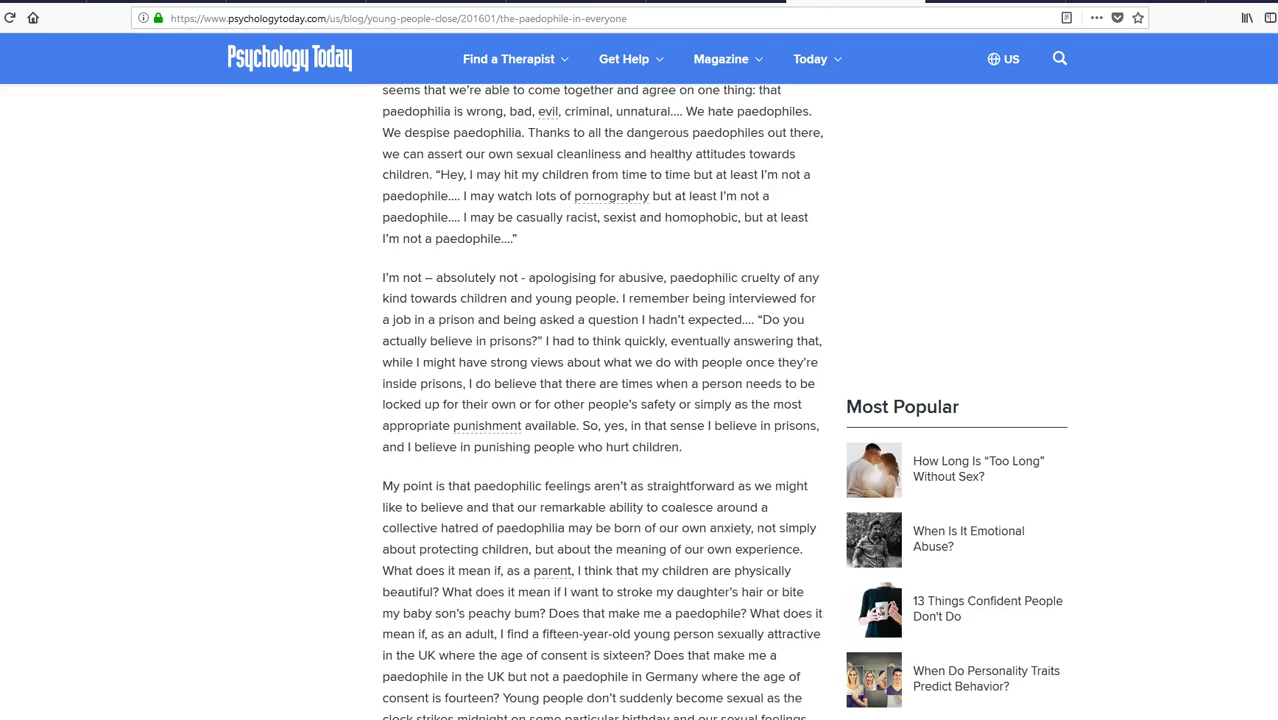 https://www.psychologytoday.com/us/blog/young-people-close/201601/the-paedophile-in-everyone
Psychology Today
Find a Therapist
Get Help
Magazine
Today
US
seems that we’re able to come together and agree on one thing: that
paedophilia is wrong, bad, evil, criminal, unnatural.... We hate paedophiles.
We despise paedophilia. Thanks to all the dangerous paedophiles out there,
we can assert our own sexual cleanliness and healthy attitudes towards
children. “Hey, I may hit my children from time to time but at least I’m not a
paedophile.... I may watch lots of pornography but at least I’m not a
paedophile.... I may be casually racist, sexist and homophobic, but at least
I’m not a paedophile....”
I’m not – absolutely not - apologising for abusive, paedophilic cruelty of any
kind towards children and young people. I remember being interviewed for
a job in a prison and being asked a question I hadn’t expected.... “Do you
actually believe in prisons?” I had to think quickly, eventually answering that,
while I might have strong views about what we do with people once they’re
inside prisons, I do believe that there are times when a person needs to be
locked up for their own or for other people’s safety or simply as the most
appropriate punishment available. So, yes, in that sense I believe in prisons,
and I believe in punishing people who hurt children.
My point is that paedophilic feelings aren’t as straightforward as we might
like to believe and that our remarkable ability to coalesce around a
collective hatred of paedophilia may be born of our own anxiety, not simply
about protecting children, but about the meaning of our own experience.
What does it mean if, as a parent, I think that my children are physically
beautiful? What does it mean if I want to stroke my daughter’s hair or bite
my baby son’s peachy bum? Does that make me a paedophile? What does it
mean if, as an adult, I find a fifteen-year-old young person sexually attractive
in the UK where the age of consent is sixteen? Does that make me a
paedophile in the UK but not a paedophile in Germany where the age of
consent is fourteen? Young people don’t suddenly become sexual as the
clock strikes midnight on some particular birthday and our sexual feelings
Most Popular
How Long Is “Too Long”
Without Sex?
When Is It Emotional
Abuse?
13 Things Confident People
Don't Do
When Do Personality Traits
Predict Behavior?